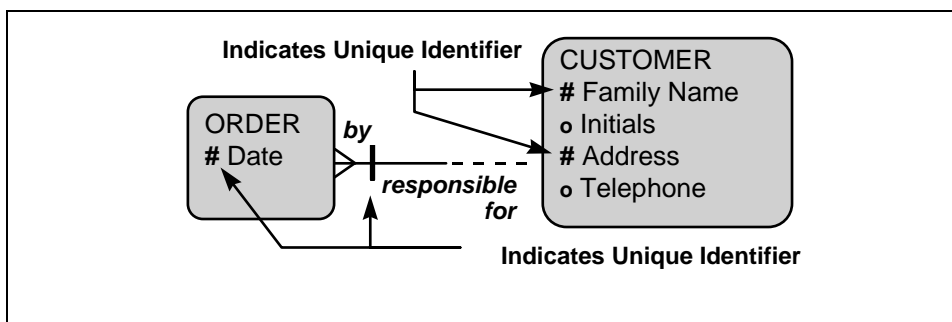 Indicates Unique Identifier
CUSTOMER
# Family Name
o Initials
# Address
o Telephone
ORDER
# Date
by
responsible
for
Indicates Unique Identifier